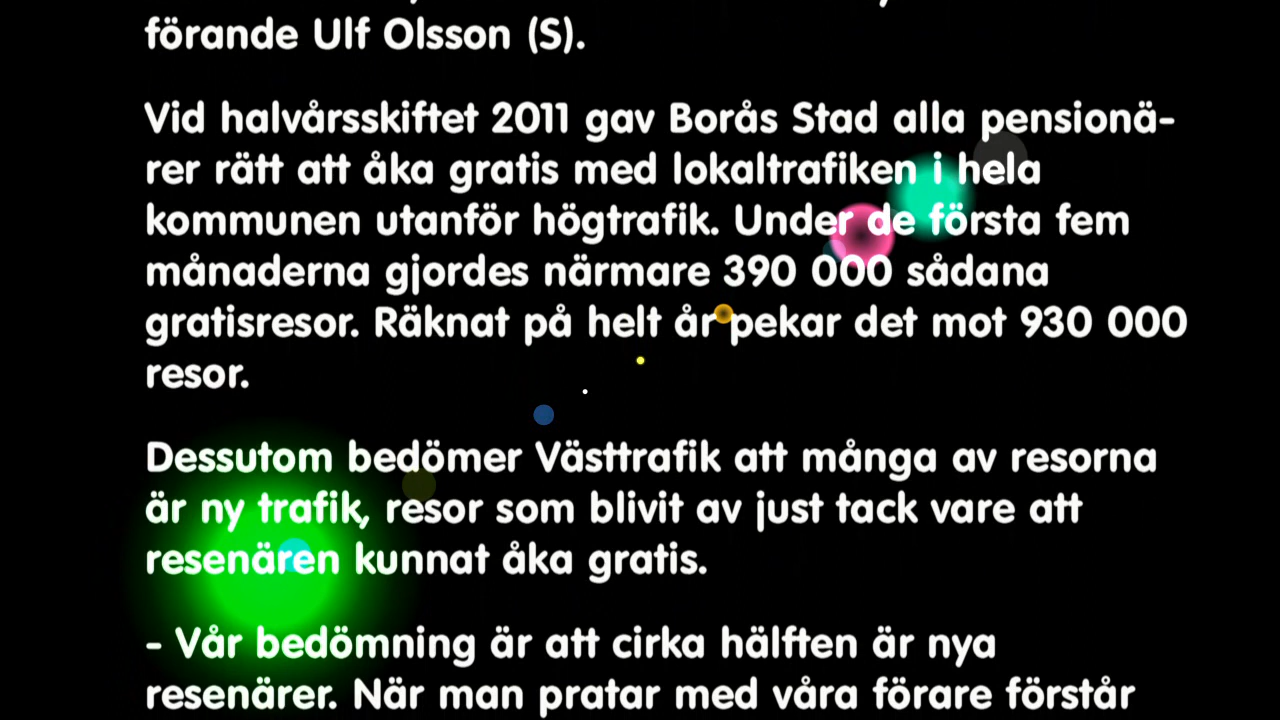 förande Ulf Olsson (S).
Vid halvårsskiftet 2011 gav Borås Stad alla pensionä-
rer rätt att åka gratis med lokaltrafiken i hela
kommunen utanför högtrafik. Under de första fem
månaderna gjordes närmare 390 000 sådana
gratisresor. Räknat på helt år pekar det mot 930 000
resor.
Dessutom bedömer Västtrafik att många av resorna
är ny trafik, resor som blivit av just tack vare att
resenären kunnat åka gratis.
- Vår bedömning är att cirka hälften är nya
resenärer. När man pratar med våra förare förstår